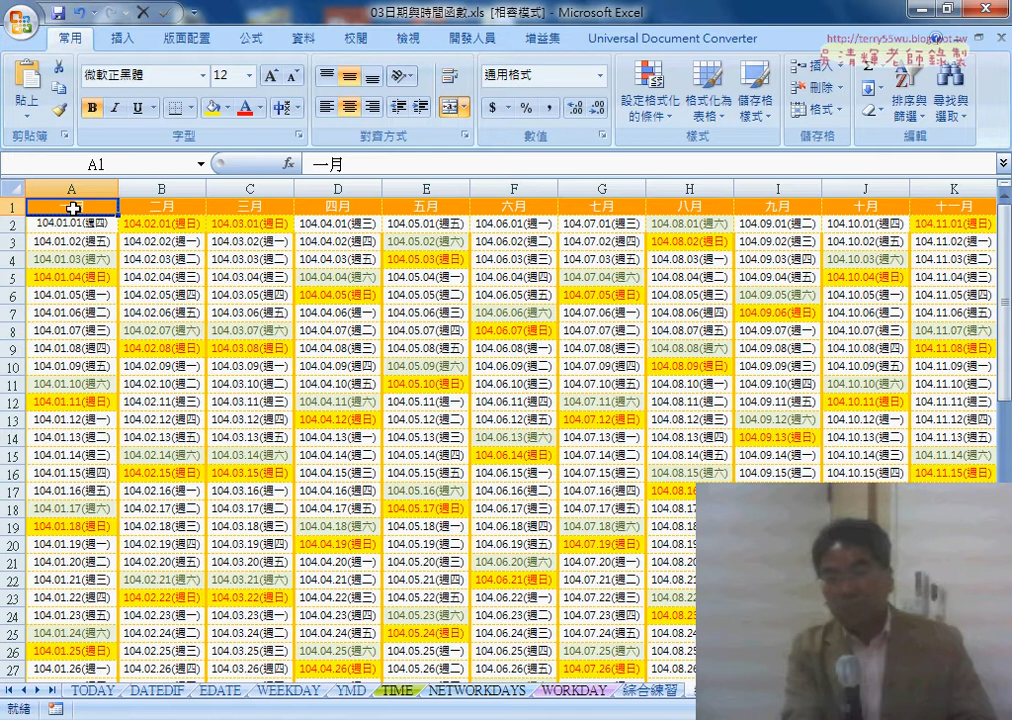 03日期與時間函數.xls [相容模式] - Microsoft Excel
常用 插入 版面配置 公式 資料 校閱 檢視 開發人員 增益集 Universal Document Converter
http://terry55wu.blogspot.tw
吳清輝老師錄製
貼上 微軟正黑體 12 通用格式 設定格式化的條件 格式化為表格 儲存格樣式 插入 刪除 格式 排序與篩選 尋找與選取
剪貼簿 字型 對齊方式 數值 樣式 儲存格 編輯
A1 fx 一月
A B C D E F G H I J K
1 二月 三月 四月 五月 六月 七月 八月 九月 十月 十一月
2 104.01.01(週四) 104.02.01(週日) 104.03.01(週日) 104.04.01(週三) 104.05.01(週五) 104.06.01(週一) 104.07.01(週三) 104.08.01(週六) 104.09.01(週二) 104.10.01(週四) 104.11.01(週日)
3 104.01.02(週五) 104.02.02(週一) 104.03.02(週一) 104.04.02(週四) 104.05.02(週六) 104.06.02(週二) 104.07.02(週四) 104.08.02(週日) 104.09.02(週三) 104.10.02(週五) 104.11.02(週一)
4 104.01.03(週六) 104.02.03(週二) 104.03.03(週二) 104.04.03(週五) 104.05.03(週日) 104.06.03(週三) 104.07.03(週五) 104.08.03(週一) 104.09.03(週四) 104.10.03(週六) 104.11.03(週二)
5 104.01.04(週日) 104.02.04(週三) 104.03.04(週三) 104.04.04(週六) 104.05.04(週一) 104.06.04(週四) 104.07.04(週六) 104.08.04(週二) 104.09.04(週五) 104.10.04(週日) 104.11.04(週三)
6 104.01.05(週一) 104.02.05(週四) 104.03.05(週四) 104.04.05(週日) 104.05.05(週二) 104.06.05(週五) 104.07.05(週日) 104.08.05(週三) 104.09.05(週六) 104.10.05(週一) 104.11.05(週四)
7 104.01.06(週二) 104.02.06(週五) 104.03.06(週五) 104.04.06(週一) 104.05.06(週三) 104.06.06(週六) 104.07.06(週一) 104.08.06(週四) 104.09.06(週日) 104.10.06(週二) 104.11.06(週五)
8 104.01.07(週三) 104.02.07(週六) 104.03.07(週六) 104.04.07(週二) 104.05.07(週四) 104.06.07(週日) 104.07.07(週二) 104.08.07(週五) 104.09.07(週一) 104.10.07(週三) 104.11.07(週六)
9 104.01.08(週四) 104.02.08(週日) 104.03.08(週日) 104.04.08(週三) 104.05.08(週五) 104.06.08(週一) 104.07.08(週三) 104.08.08(週六) 104.09.08(週二) 104.10.08(週四) 104.11.08(週日)
10 104.01.09(週五) 104.02.09(週一) 104.03.09(週一) 104.04.09(週四) 104.05.09(週六) 104.06.09(週二) 104.07.09(週四) 104.08.09(週日) 104.09.09(週三) 104.10.09(週五) 104.11.09(週一)
11 104.01.10(週六) 104.02.10(週二) 104.03.10(週二) 104.04.10(週五) 104.05.10(週日) 104.06.10(週三) 104.07.10(週五) 104.08.10(週一) 104.09.10(週四) 104.10.10(週六) 104.11.10(週二)
12 104.01.11(週日) 104.02.11(週三) 104.03.11(週三) 104.04.11(週六) 104.05.11(週一) 104.06.11(週四) 104.07.11(週六) 104.08.11(週二) 104.09.11(週五) 104.10.11(週日) 104.11.11(週三)
13 104.01.12(週一) 104.02.12(週四) 104.03.12(週四) 104.04.12(週日) 104.05.12(週二) 104.06.12(週五) 104.07.12(週日) 104.08.12(週三) 104.09.12(週六) 104.10.12(週一) 104.11.12(週四)
14 104.01.13(週二) 104.02.13(週五) 104.03.13(週五) 104.04.13(週一) 104.05.13(週三) 104.06.13(週六) 104.07.13(週一) 104.08.13(週四) 104.09.13(週日) 104.10.13(週二) 104.11.13(週五)
15 104.01.14(週三) 104.02.14(週六) 104.03.14(週六) 104.04.14(週二) 104.05.14(週四) 104.06.14(週日) 104.07.14(週二) 104.08.14(週五) 104.09.14(週一) 104.10.14(週三) 104.11.14(週六)
16 104.01.15(週四) 104.02.15(週日) 104.03.15(週日) 104.04.15(週三) 104.05.15(週五) 104.06.15(週一) 104.07.15(週三) 104.08.15(週六) 104.09.15(週二) 104.10.15(週四) 104.11.15(週日)
17 104.01.16(週五) 104.02.16(週一) 104.03.16(週一) 104.04.16(週四) 104.05.16(週六) 104.06.16(週二) 104.07.16(週四) 104.08.16
18 104.01.17(週六) 104.02.17(週二) 104.03.17(週二) 104.04.17(週五) 104.05.17(週日) 104.06.17(週三) 104.07.17(週五) 104.08.17
19 104.01.18(週日) 104.02.18(週三) 104.03.18(週三) 104.04.18(週六) 104.05.18(週一) 104.06.18(週四) 104.07.18(週六) 104.08.18
20 104.01.19(週一) 104.02.19(週四) 104.03.19(週四) 104.04.19(週日) 104.05.19(週二) 104.06.19(週五) 104.07.19(週日) 104.08.19
21 104.01.20(週二) 104.02.20(週五) 104.03.20(週五) 104.04.20(週一) 104.05.20(週三) 104.06.20(週六) 104.07.20(週一) 104.08.20
22 104.01.21(週三) 104.02.21(週六) 104.03.21(週六) 104.04.21(週二) 104.05.21(週四) 104.06.21(週日) 104.07.21(週二) 104.08.21
23 104.01.22(週四) 104.02.22(週日) 104.03.22(週日) 104.04.22(週三) 104.05.22(週五) 104.06.22(週一) 104.07.22(週三) 104.08.22
24 104.01.23(週五) 104.02.23(週一) 104.03.23(週一) 104.04.23(週四) 104.05.23(週六) 104.06.23(週二) 104.07.23(週四) 104.08.23
25 104.01.24(週六) 104.02.24(週二) 104.03.24(週二) 104.04.24(週五) 104.05.24(週日) 104.06.24(週三) 104.07.24(週五) 104.08.24
26 104.01.25(週日) 104.02.25(週三) 104.03.25(週三) 104.04.25(週六) 104.05.25(週一) 104.06.25(週四) 104.07.25(週六) 104.08.25
27 104.01.26(週一) 104.02.26(週四) 104.03.26(週四) 104.04.26(週日) 104.05.26(週二) 104.06.26(週五) 104.07.26(週日) 104.08.26
TODAY DATEDIF EDATE WEEKDAY YMD TIME NETWORKDAYS WORKDAY 綜合練習
就緒